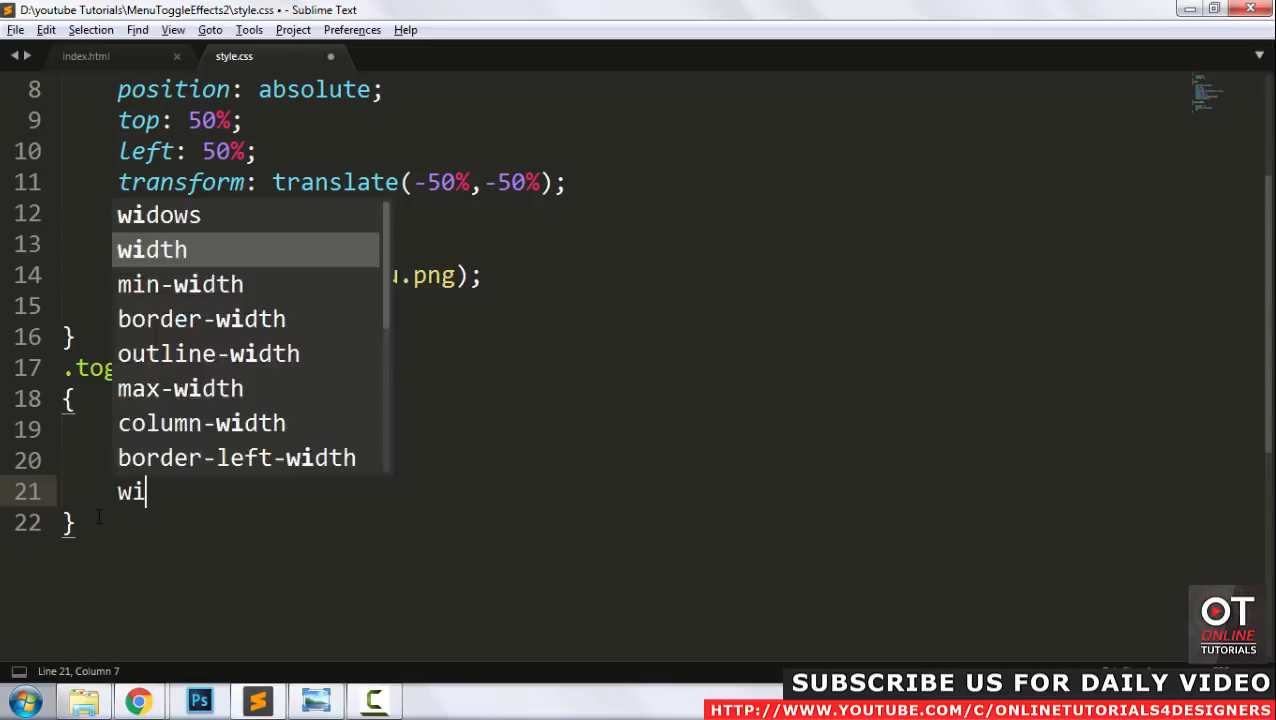 D:\youtube Tutorials\MenuToggleEffects2\style.css • - Sublime Text
File Edit Selection Find View Goto Tools Project Preferences Help
index.html × style.css
8 position: absolute;
9 top: 50%;
10 left: 50%;
11 transform: translate(-50%,-50%);
12 widows
13 width
14 .png);
min-width
15 border-width
16 } outline-width
17 .tog max-width
18 { column-width
19 border-left-width
20
21 wi
22 }
OT
ONLINE
TUTORIALS
Line 21, Column 7
Ps
SUBSCRIBE US FOR DAILY VIDEO
HTTP://WWW.YOUTUBE.COM/C/ONLINETUTORIALS4DESIGNERS